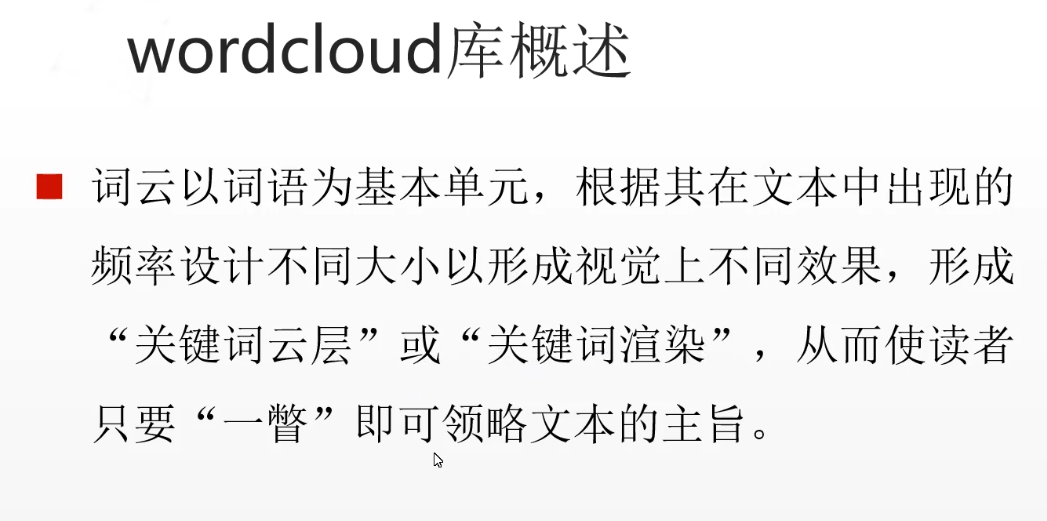 wordcloud库概述
词云以词语为基本单元，根据其在文本中出现的
频率设计不同大小以形成视觉上不同效果，形成
“关键词云层”或“关键词渲染”，从而使读者
只要“一瞥”即可领略文本的主旨。